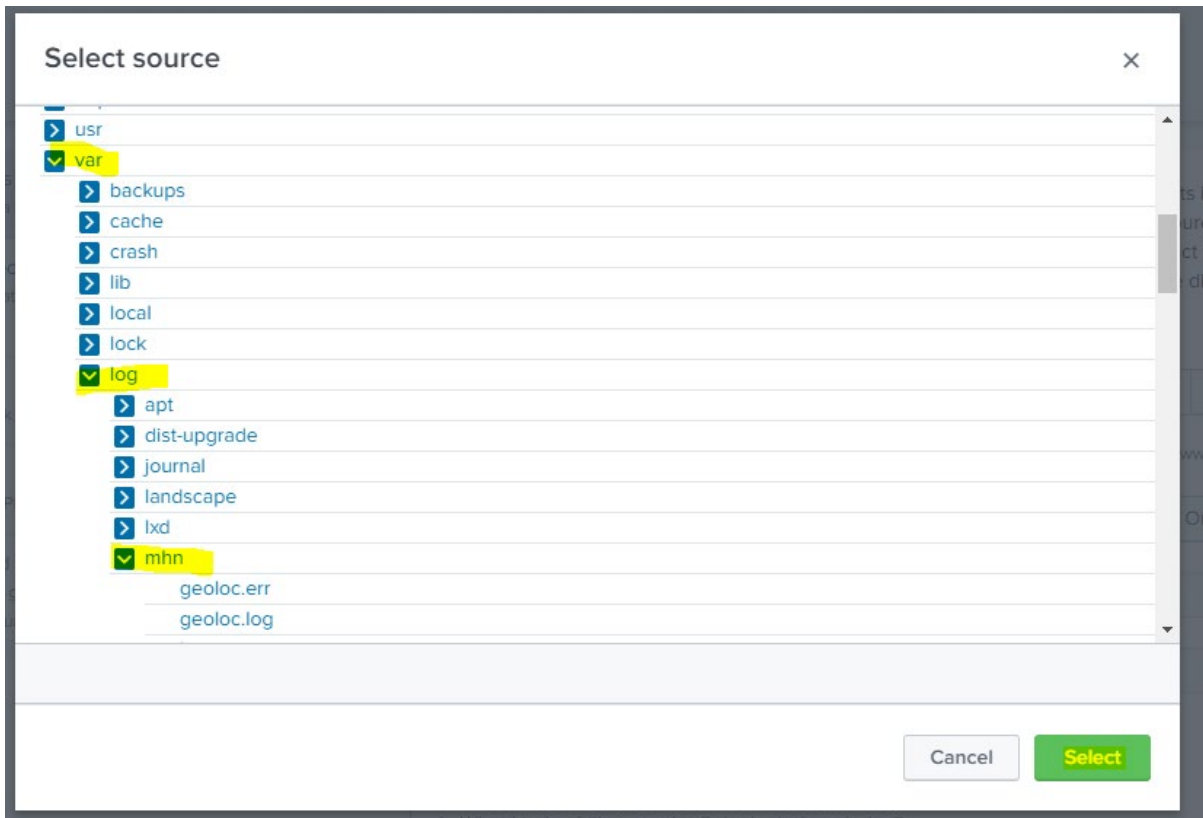 Select source
usr
var
backups
cache
crash
lib
local
lock
log
apt
dist-upgrade
journal
landscape
lxd
mhn
geoloc.err
geoloc.log
Cancel
Select